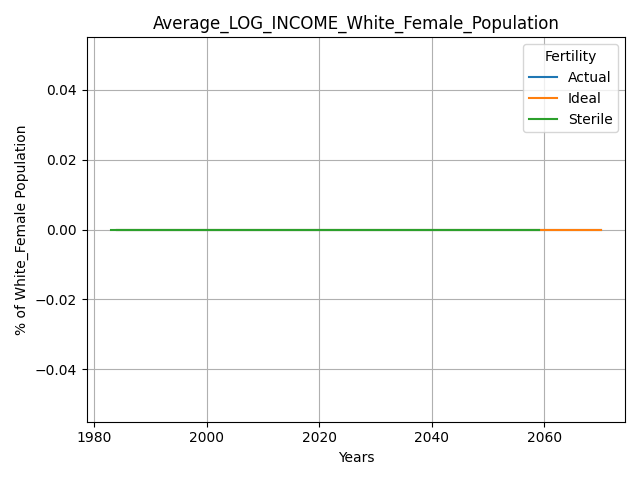 Average_LOG_INCOME_White_Female_Population
% of White_Female Population
0.04
0.02
0.00
−0.02
−0.04
Fertility
Actual
Ideal
Sterile
1980
2000
2020
2040
2060
Years